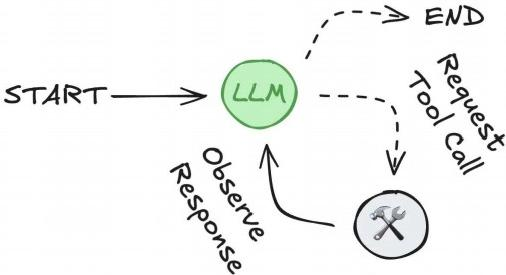 START
LLM
END
Request
Tool Call
Observe
Response